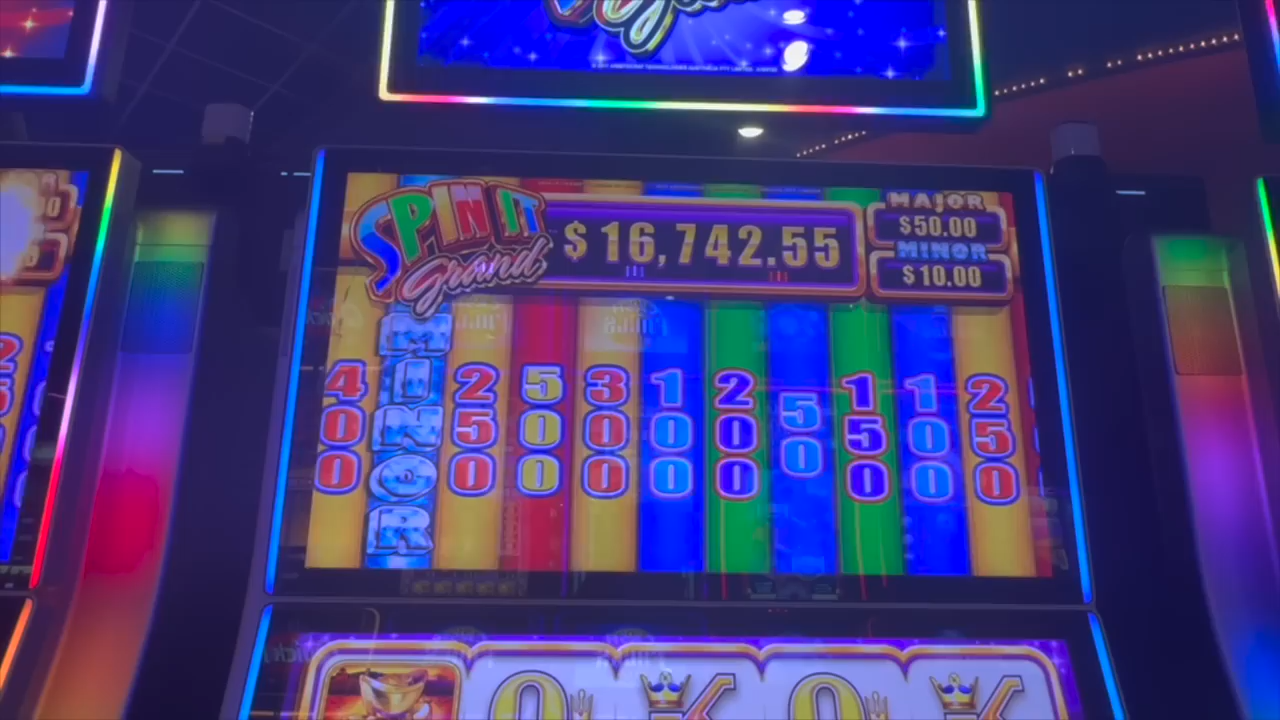 SPIN IT
Grand
$16,742.55
MAJOR
$50.00
MINOR
$10.00
400
MINOR
250
500
300
100
200
50
150
100
250
Q
K
Q
K